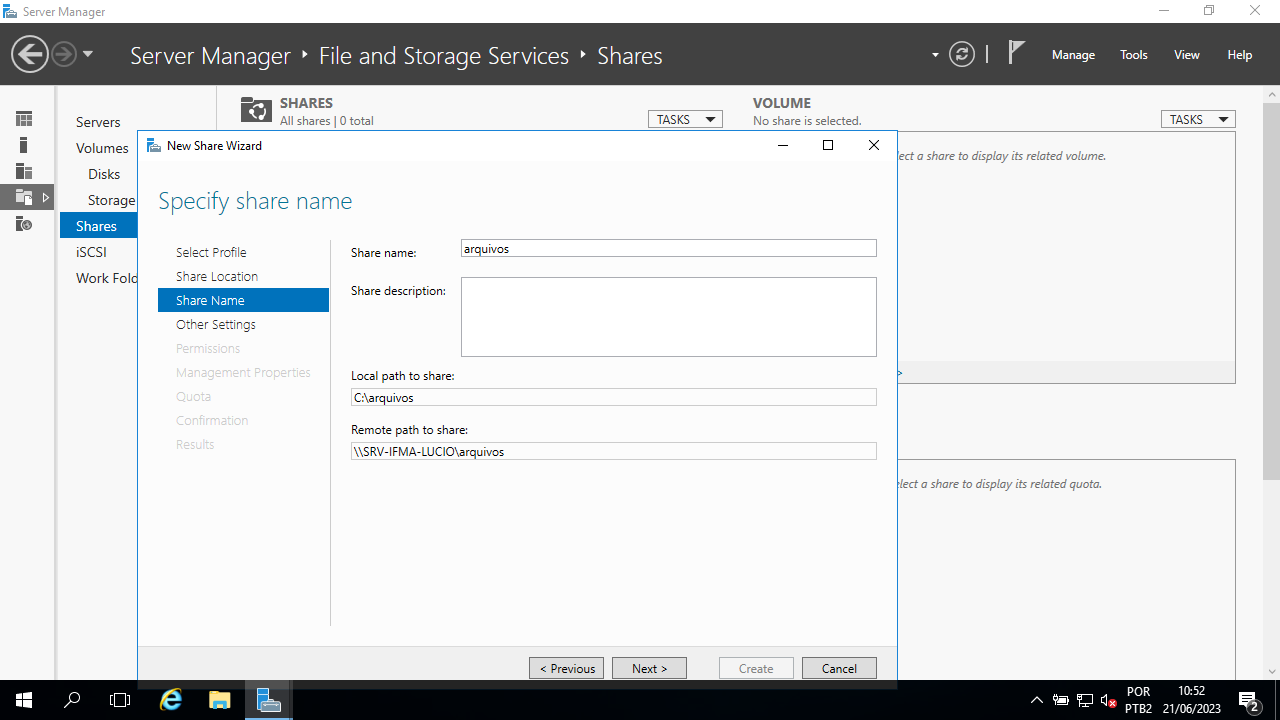 Server Manager
Server Manager File and Storage Services Shares
Manage Tools View Help
Servers
Volumes
Disks
Storage
Shares
iSCSI
Work Fold
SHARES
All shares | 0 total
TASKS
VOLUME
No share is selected.
TASKS
ect a share to display its related volume.
>
elect a share to display its related quota.
New Share Wizard
Specify share name
Select Profile
Share Location
Share Name
Other Settings
Permissions
Management Properties
Quota
Confirmation
Results
Share name: arquivos
Share description:
Local path to share:
C:\arquivos
Remote path to share:
\\SRV-IFMA-LUCIO\arquivos
< Previous Next > Create Cancel
POR
PTB2
10:52
21/06/2023
2